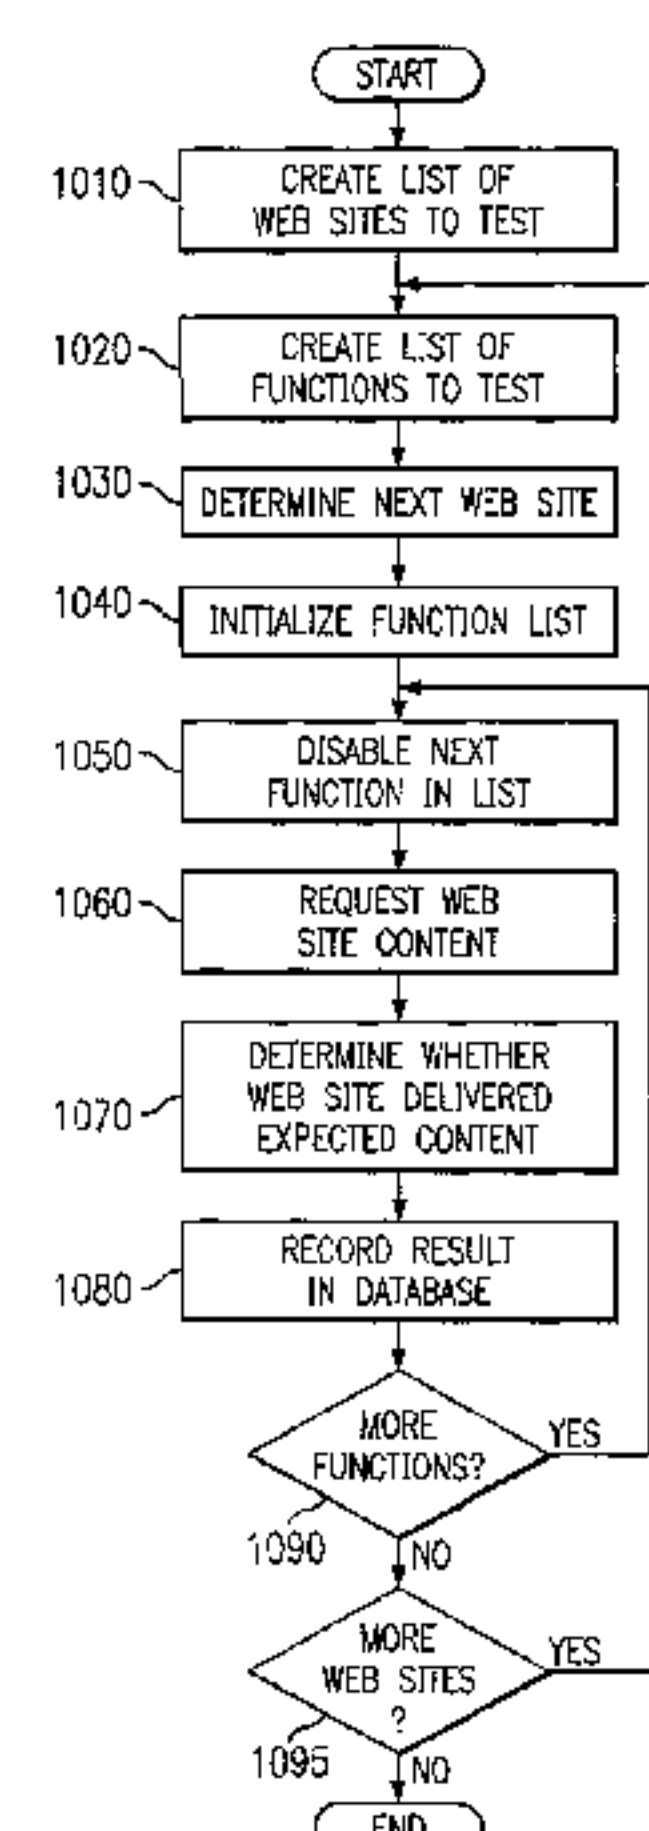 START
1010
CREATE LIST OF
WEB SITES TO TEST
1020
CREATE LIST OF
FUNCTIONS TO TEST
1030
DETERMINE NEXT WEB SITE
1040
INITIALIZE FUNCTION LIST
1050
DISABLE NEXT
FUNCTION IN LIST
1060
REQUEST WEB
SITE CONTENT
1070
DETERMINE WHETHER
WEB SITE DELIVERED
EXPECTED CONTENT
1080
RECORD RESULT
IN DATABASE
MORE
FUNCTIONS?
YES
1090
NO
MORE
WEB SITES
?
YES
1095
NO
END